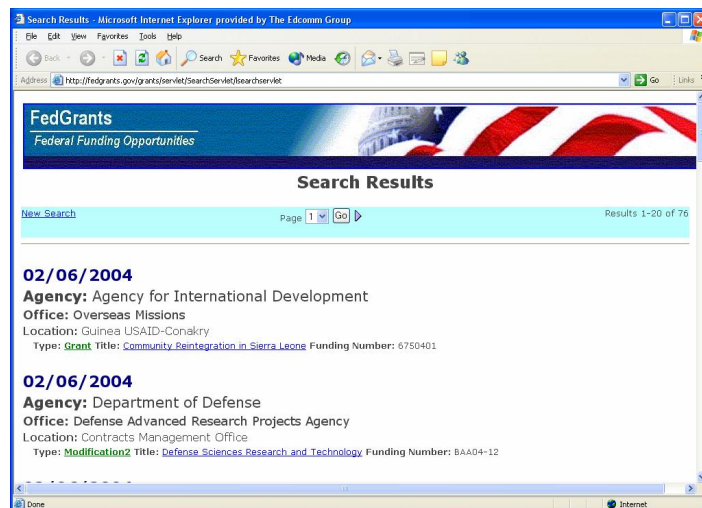 Search Results - Microsoft Internet Explorer provided by The Edcomm Group
File Edit View Favorites Tools Help
Back Search Favorites Media
Address http://fedgrants.gov/grants/servlet/SearchServlet/lsearchservlet Go Links
FedGrants
Federal Funding Opportunities
Search Results
New Search Page 1 Go Results 1-20 of 76
02/06/2004
Agency: Agency for International Development
Office: Overseas Missions
Location: Guinea USAID-Conakry
Type: Grant Title: Community Reintegration in Sierra Leone Funding Number: 6750401
02/06/2004
Agency: Department of Defense
Office: Defense Advanced Research Projects Agency
Location: Contracts Management Office
Type: Modification2 Title: Defense Sciences Research and Technology Funding Number: BAA04-12
Done Internet